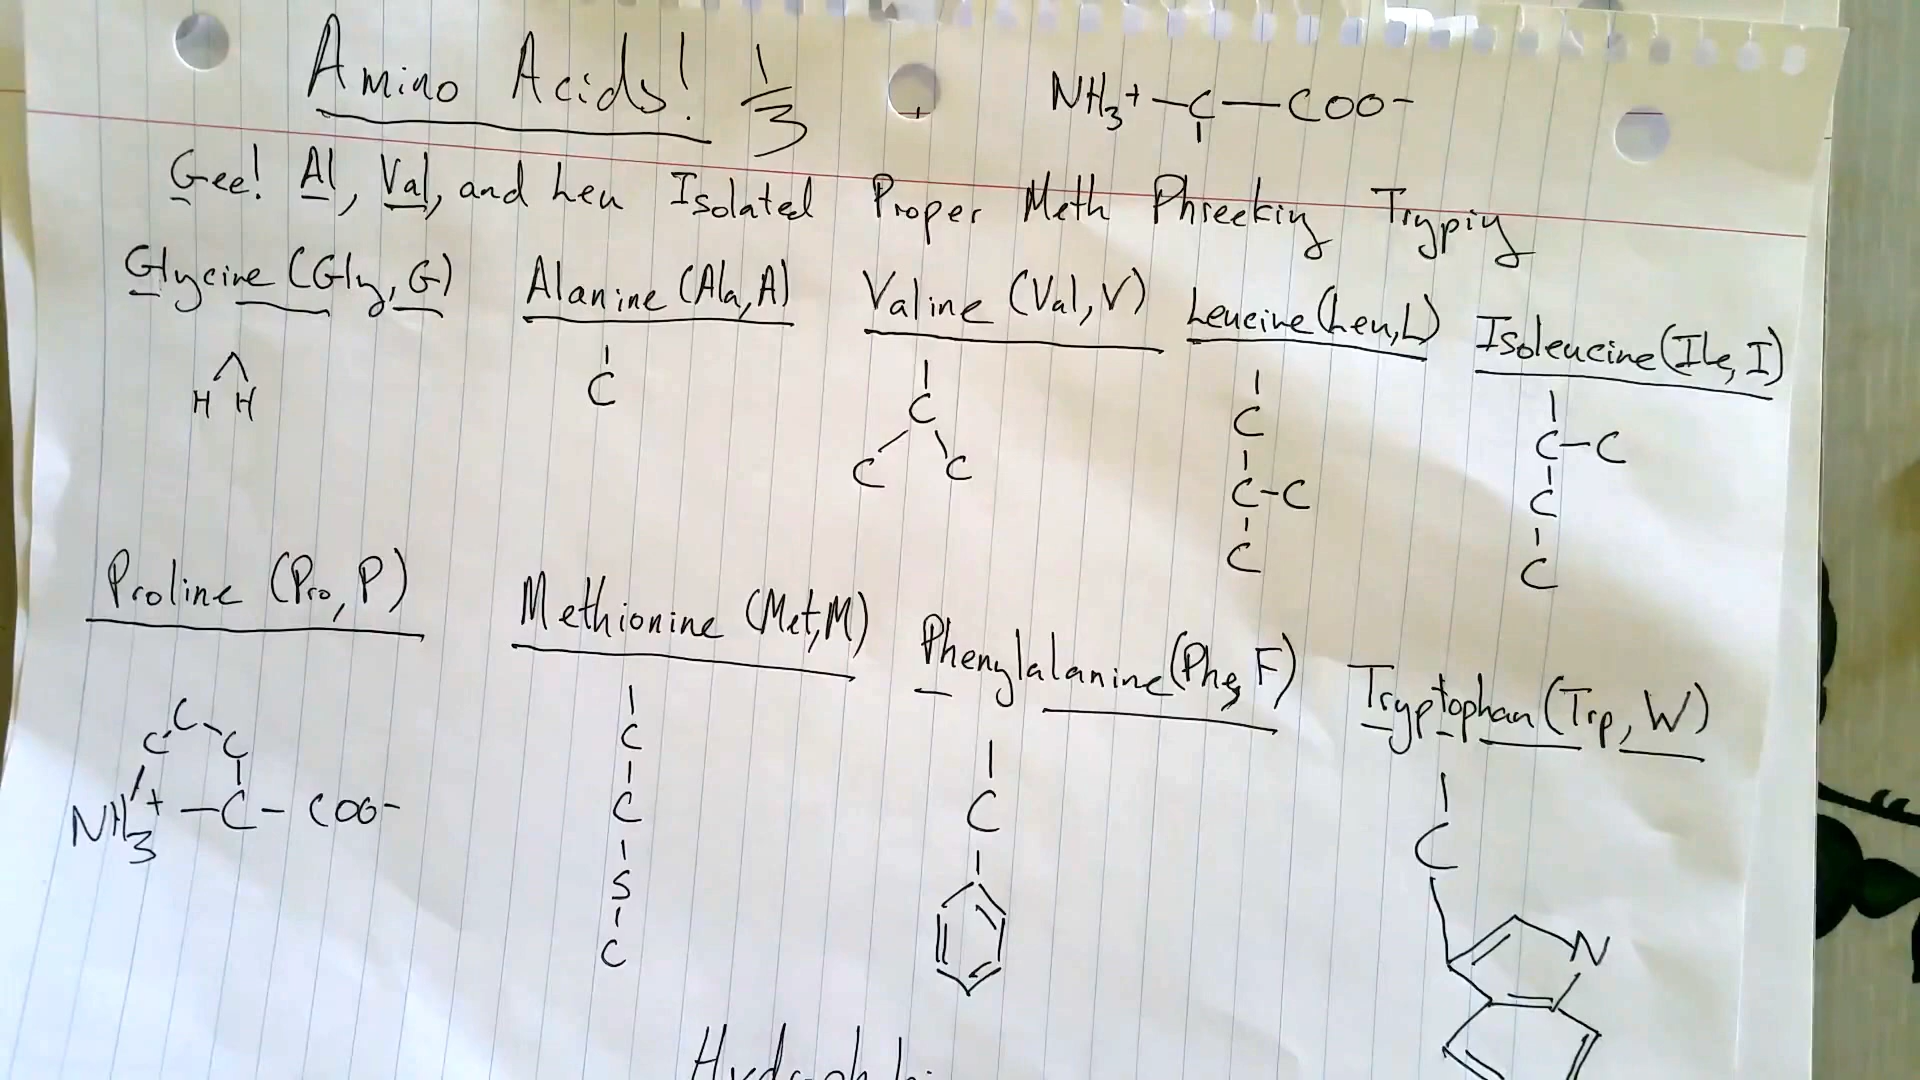 Amino Acids! 1/3
NH3+ - C - COO-
Gee! Al, Val, and Leu Isolated Proper Meth Phreeking Tryping
Glycine (Gly, G) Alanine (Ala, A) Valine (Val, V) Leucine (Leu, L) Isoleucine (Ile, I)
H H
C
C
C C
C
C-C
C
C-C
C
C
Proline (Pro, P) Methionine (Met, M) Phenylalanine (Phe, F) Tryptophan (Trp, W)
C
C C
NH3+ - C - COO-
C
C
S
C
C
C
N